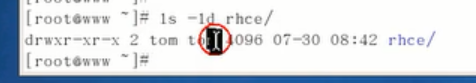 [root@www ~]# ls -ld rhce/
drwxr-xr-x 2 tom 4096 07-30 08:42 rhce/
[root@www ~]#